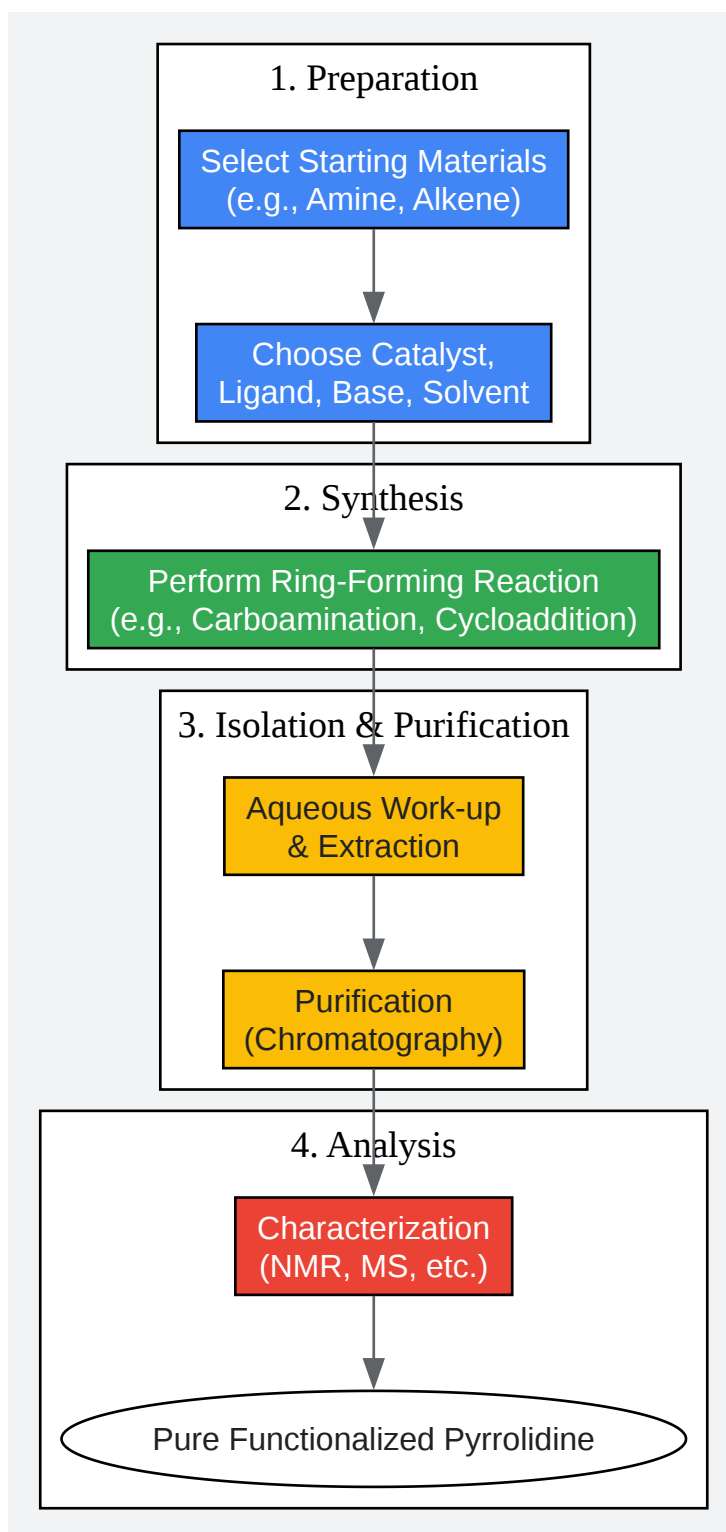 1. Preparation
Select Starting Materials
(e.g., Amine, Alkene)
Choose Catalyst,
Ligand, Base, Solvent
2. Synthesis
Perform Ring-Forming Reaction
(e.g., Carboamination, Cycloaddition)
3. Isolation & Purification
Aqueous Work-up
& Extraction
Purification
(Chromatography)
4. Analysis
Characterization
(NMR, MS, etc.)
Pure Functionalized Pyrrolidine